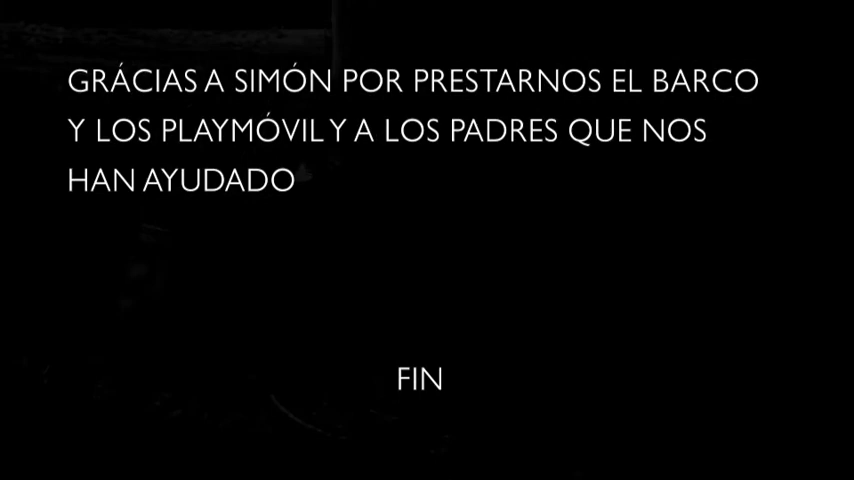 GRÁCIAS A SIMÓN POR PRESTARNOS EL BARCO
Y LOS PLAYMÓVIL Y A LOS PADRES QUE NOS
HAN AYUDADO
FIN